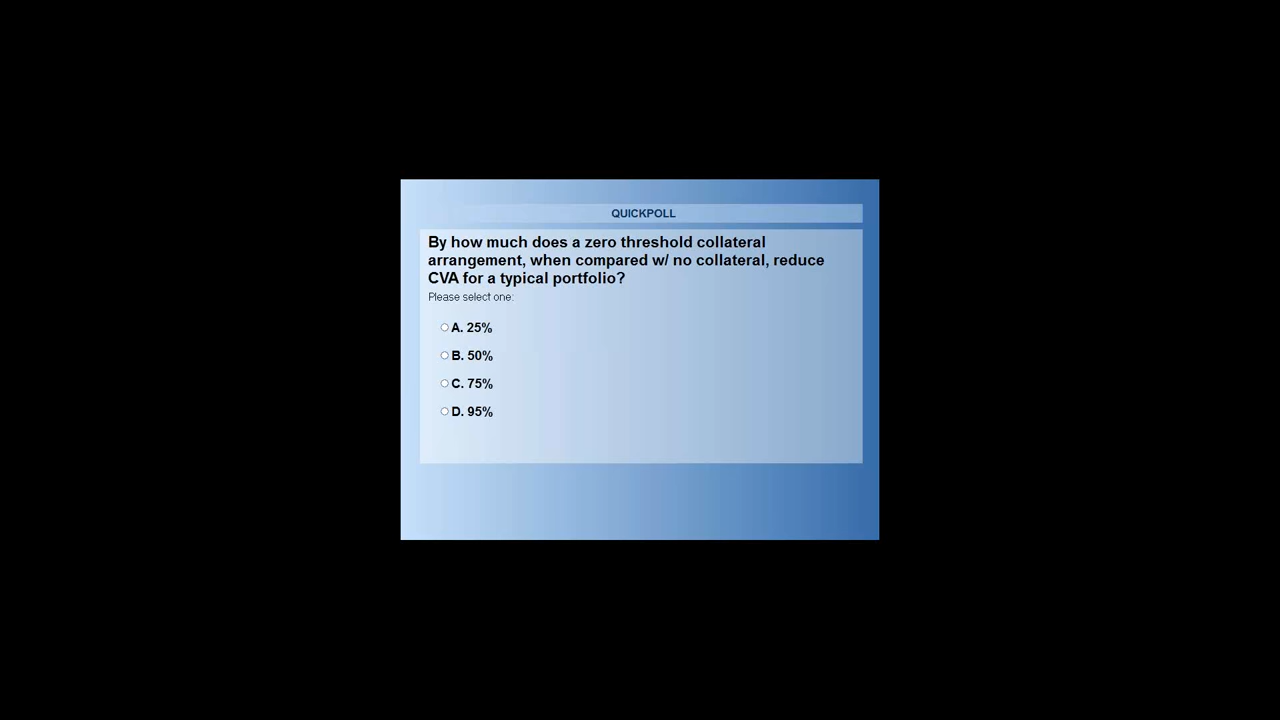 QUICKPOLL
By how much does a zero threshold collateral
arrangement, when compared w/ no collateral, reduce
CVA for a typical portfolio?
Please select one:
A. 25%
B. 50%
C. 75%
D. 95%